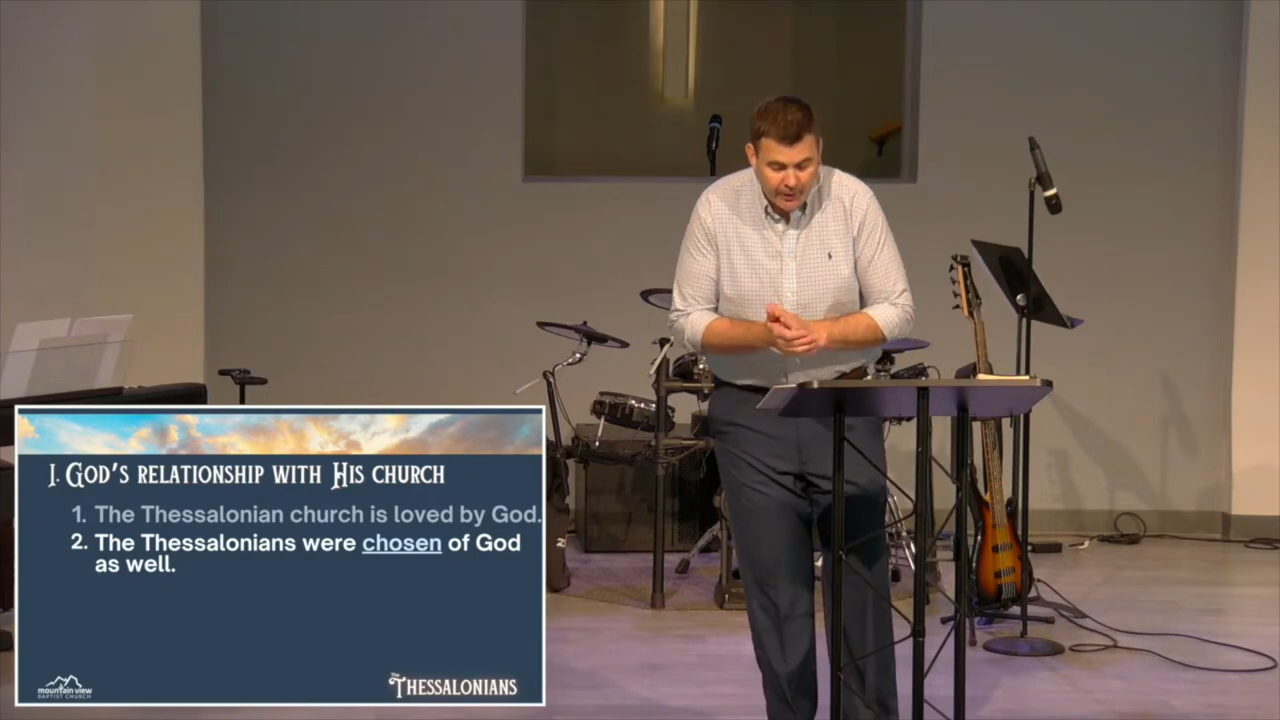 I. God's relationship with His church
1. The Thessalonian church is loved by God.
2. The Thessalonians were chosen of God
as well.
mountain view
BAPTIST CHURCH
The Thessalonians